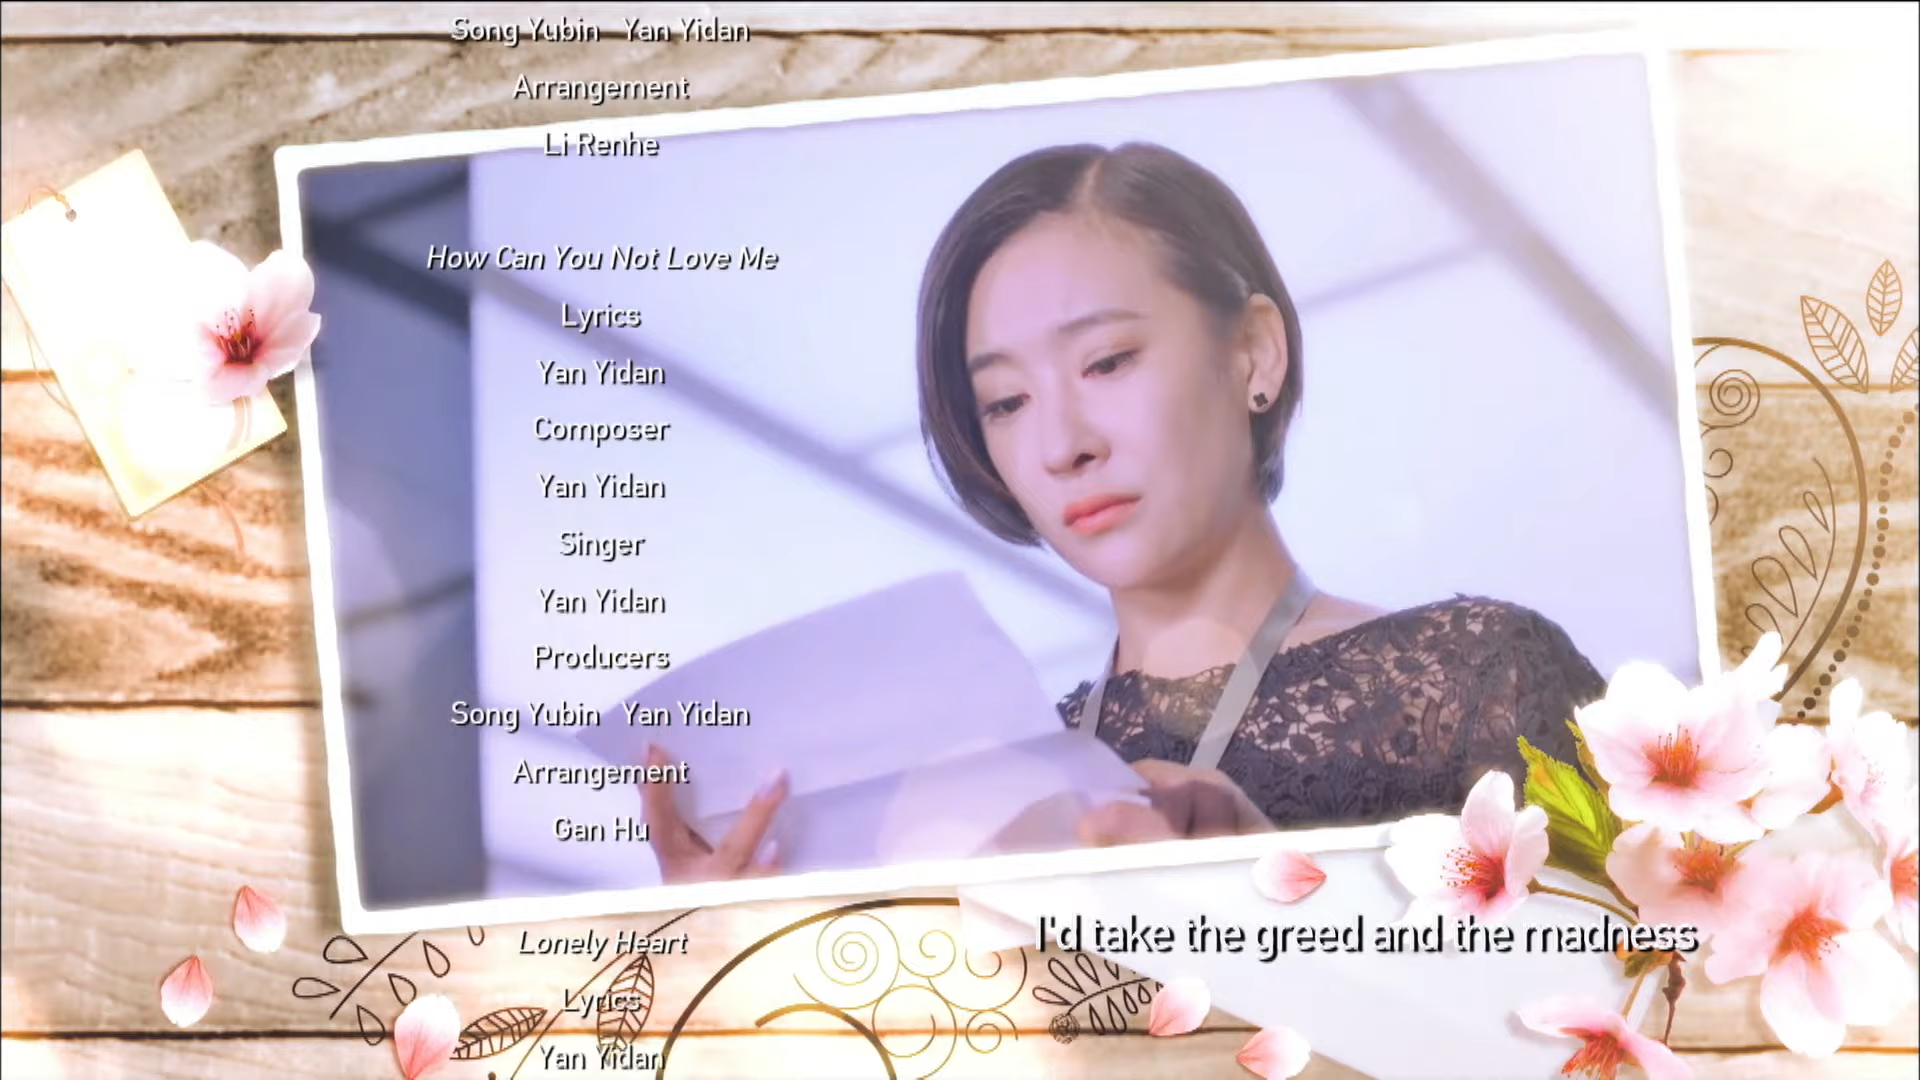 Song Yubin Yan Yidan
Arrangement
Li Renhe
How Can You Not Love Me
Lyrics
Yan Yidan
Composer
Yan Yidan
Singer
Yan Yidan
Producers
Song Yubin Yan Yidan
Arrangement
Gan Hu
Lonely Heart
Lyrics
Yan Yidan
I'd take the greed and the madness